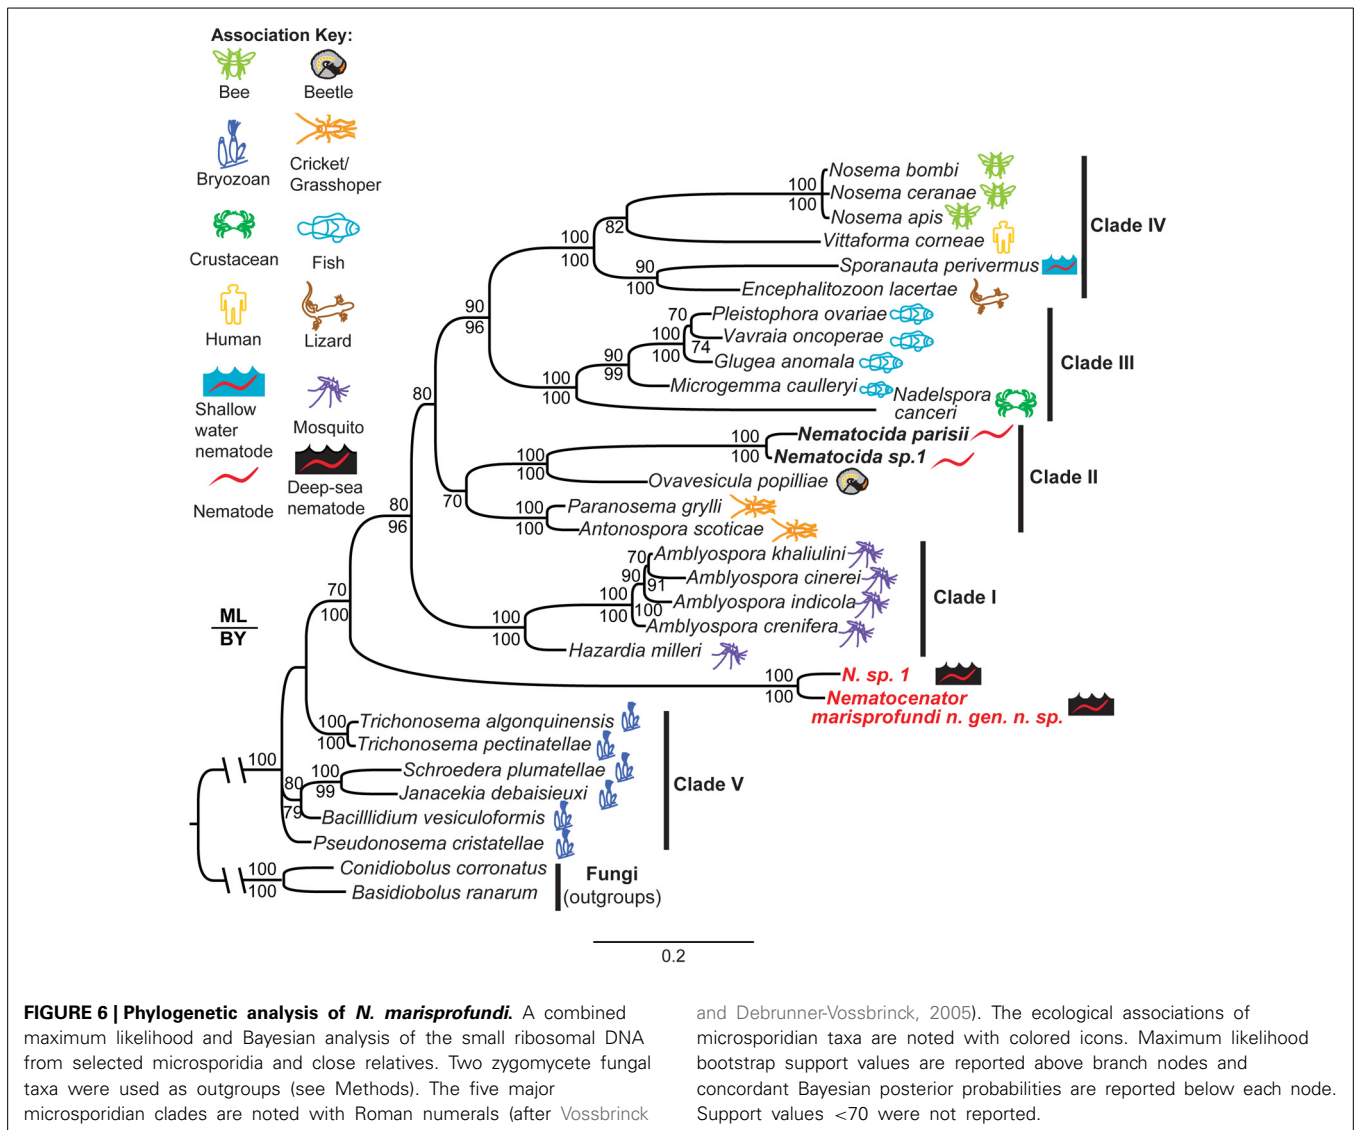 Association Key:
Bee
Beetle
Bryozoan
Cricket/
Grasshoper
Crustacean
Fish
Human
Lizard
Shallow
water
nematode
Mosquito
Nematode
Deep-sea
nematode
ML
BY
Nosema bombi
100
Nosema ceranae
100
Nosema apis
82
Vittaforma corneae
100
100
Clade IV
90
Sporanauta perivermus
100
Encephalitozoon lacertae
90
96
70
Pleistophora ovariae
100
Vavraia oncoperae
100
74
Glugea anomala
90
99
Microgemma caulleryi
100
100
Nadelspora
canceri
Clade III
80
100
Nematocida parisii
100
Nematocida sp.1
100
100
Ovavesicula popilliae
70
Clade II
100
Paranosema grylli
100
Antonospora scoticae
80
96
70
Amblyospora khaliulini
90
91
Amblyospora cinerei
100
100
100
Amblyospora indicola
Amblyospora crenifera
100
100
Hazardia milleri
Clade I
70
100
100
N. sp. 1
100
Nematocenator
marisprofundi n. gen. n. sp.
100
Trichonosema algonquinensis
100
Trichonosema pectinatellae
100
80
79
100
Schroedera plumatellae
99
Janacekia debaisieuxi
Bacilllidium vesiculoformis
Pseudonosema cristatellae
Clade V
100
Conidiobolus corronatus
100
Basidiobolus ranarum
Fungi
(outgroups)
0.2
FIGURE 6 | Phylogenetic analysis of N. marisprofundi. A combined
maximum likelihood and Bayesian analysis of the small ribosomal DNA
from selected microsporidia and close relatives. Two zygomycete fungal
taxa were used as outgroups (see Methods). The five major
microsporidian clades are noted with Roman numerals (after Vossbrinck
and Debrunner-Vossbrinck, 2005). The ecological associations of
microsporidian taxa are noted with colored icons. Maximum likelihood
bootstrap support values are reported above branch nodes and
concordant Bayesian posterior probabilities are reported below each node.
Support values <70 were not reported.